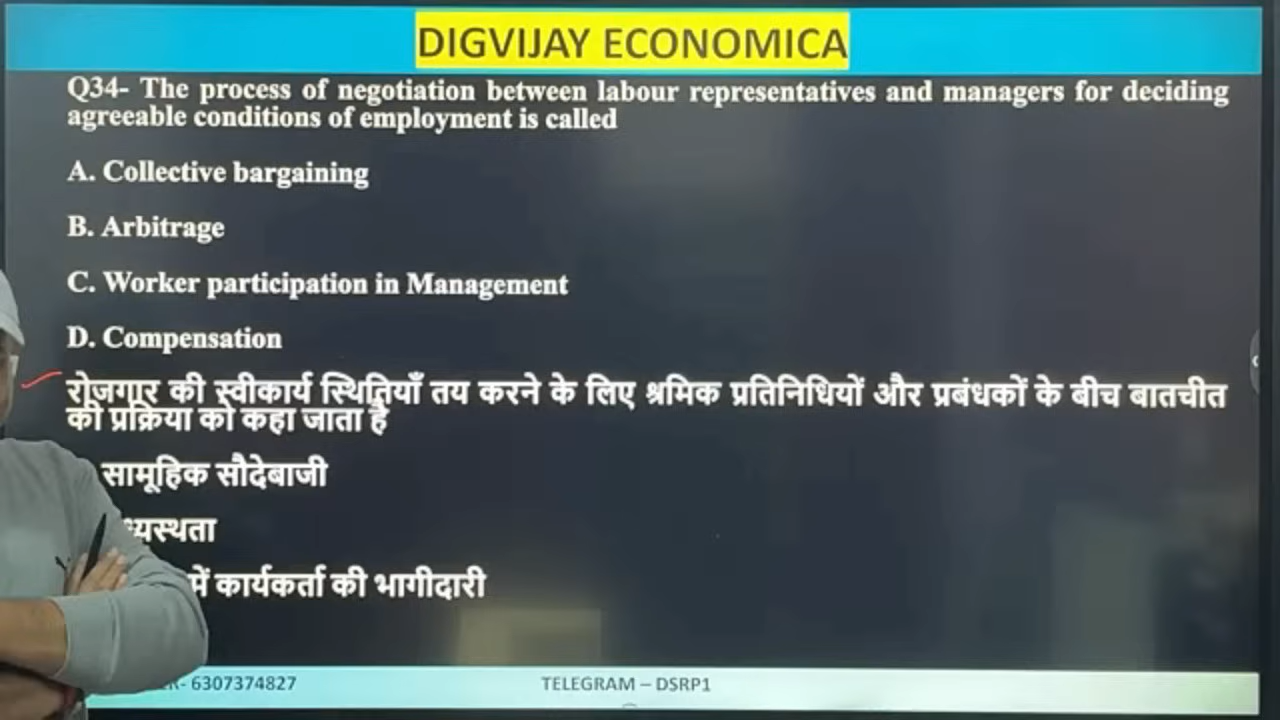 DIGVIJAY ECONOMICA
Q34- The process of negotiation between labour representatives and managers for deciding
agreeable conditions of employment is called
A. Collective bargaining
B. Arbitrage
C. Worker participation in Management
D. Compensation
रोजगार की स्वीकार्य स्थितियाँ तय करने के लिए श्रमिक प्रतिनिधियों और प्रबंधकों के बीच बातचीत
की प्रक्रिया को कहा जाता है
सामूहिक सौदेबाजी
में कार्यकर्ता की भागीदारी
6307374827
TELEGRAM – DSRP1